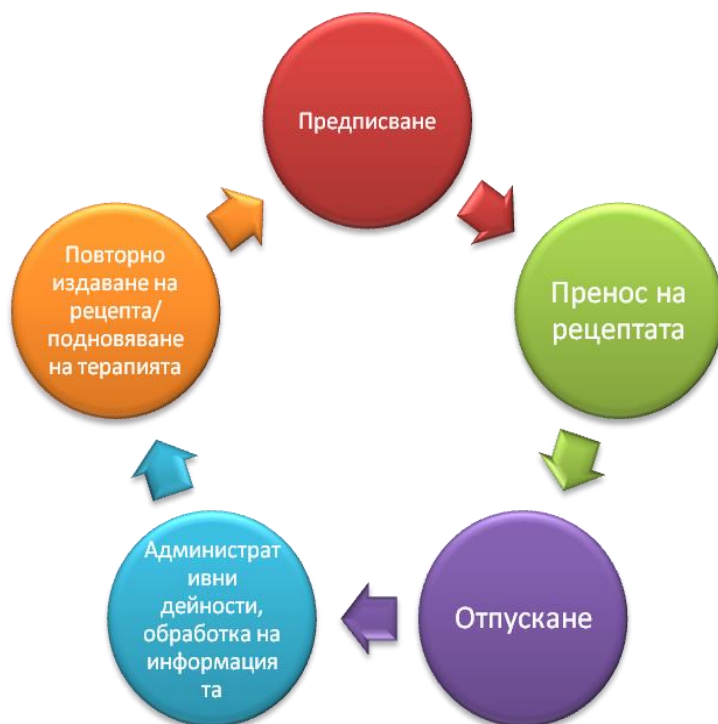 Предписване
Пренос на
рецептата
Отпускане
Администрат
ивни
дейности,
обработка на
информация
та
Повторно
издаване на
рецепта/
подновяване
на терапията